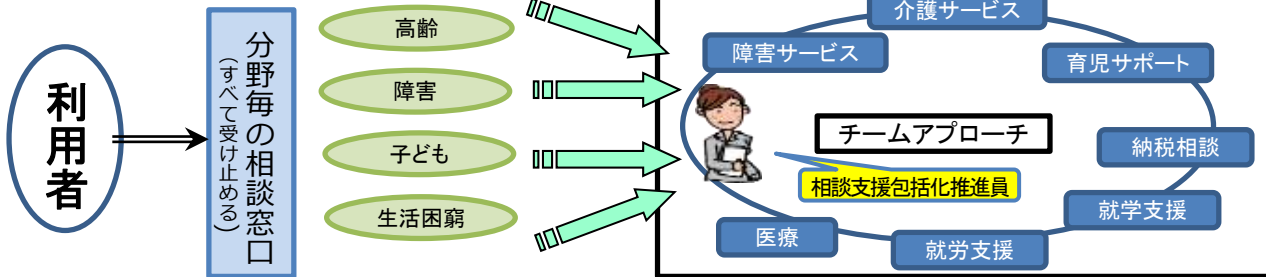 利用者
分野毎の相談窓口
(すべて受け止める)
高齢
障害
子ども
生活困窮
介護サービス
障害サービス
育児サポート
チームアプローチ
納税相談
相談支援包括化推進員
就学支援
医療
就労支援